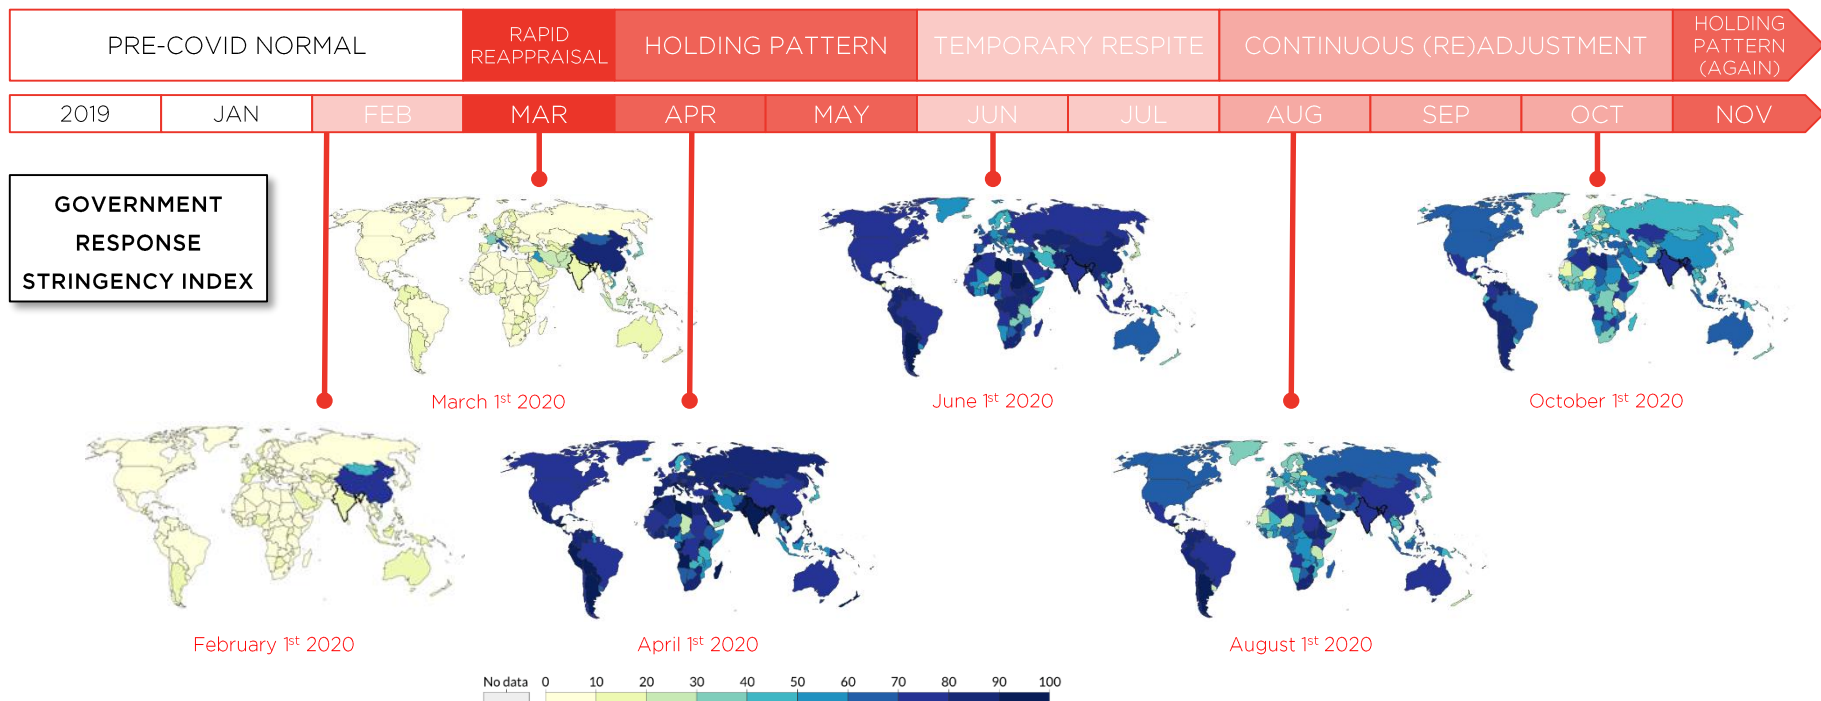 PRE-COVID NORMAL
RAPID
REAPPRAISAL
HOLDING PATTERN
TEMPORARY RESPITE
CONTINUOUS (RE)ADJUSTMENT
HOLDING
PATTERN
(AGAIN)
2019 JAN FEB MAR APR MAY JUN JUL AUG SEP OCT NOV
GOVERNMENT
RESPONSE
STRINGENCY INDEX
March 1st 2020
June 1st 2020
October 1st 2020
February 1st 2020
April 1st 2020
August 1st 2020
No data 0 10 20 30 40 50 60 70 80 90 100